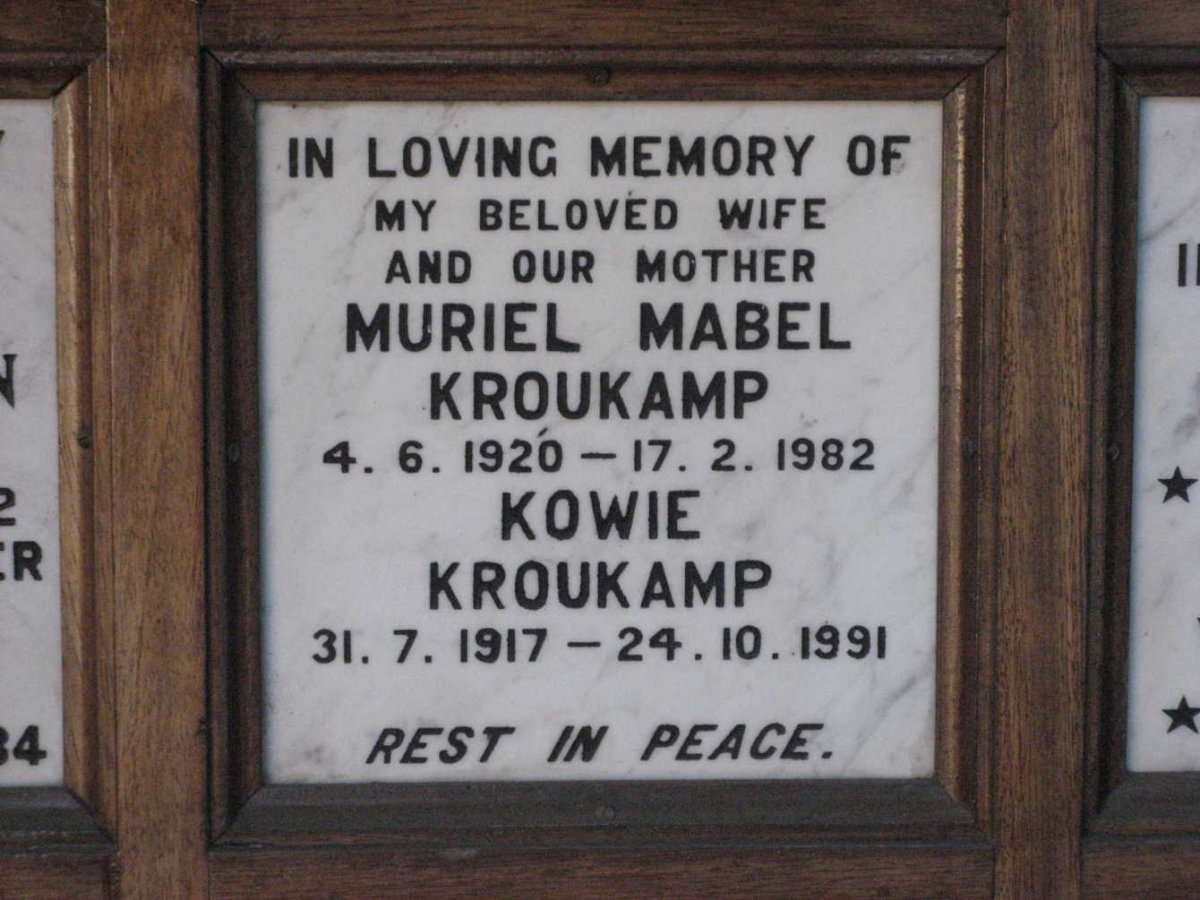 IN LOVING MEMORY OF
MY BELOVED WIFE
AND OUR MOTHER
MURIEL MABEL
KROUKAMP
4. 6. 1920 – 17. 2. 1982
KOWIE
KROUKAMP
31. 7. 1917 – 24. 10. 1991
REST IN PEACE.